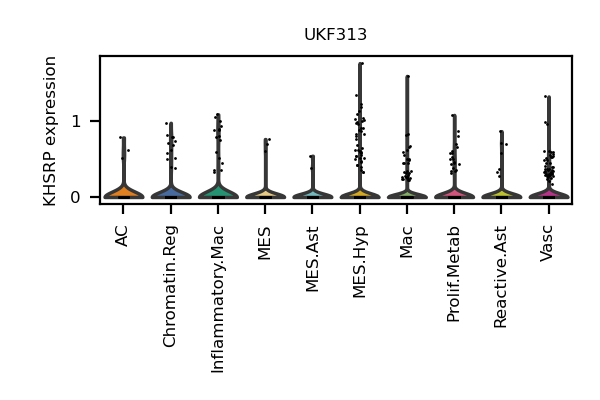 UKF313
KHSRP expression
1
0
AC
Chromatin.Reg
Inflammatory.Mac
MES
MES.Ast
MES.Hyp
Mac
Prolif.Metab
Reactive.Ast
Vasc